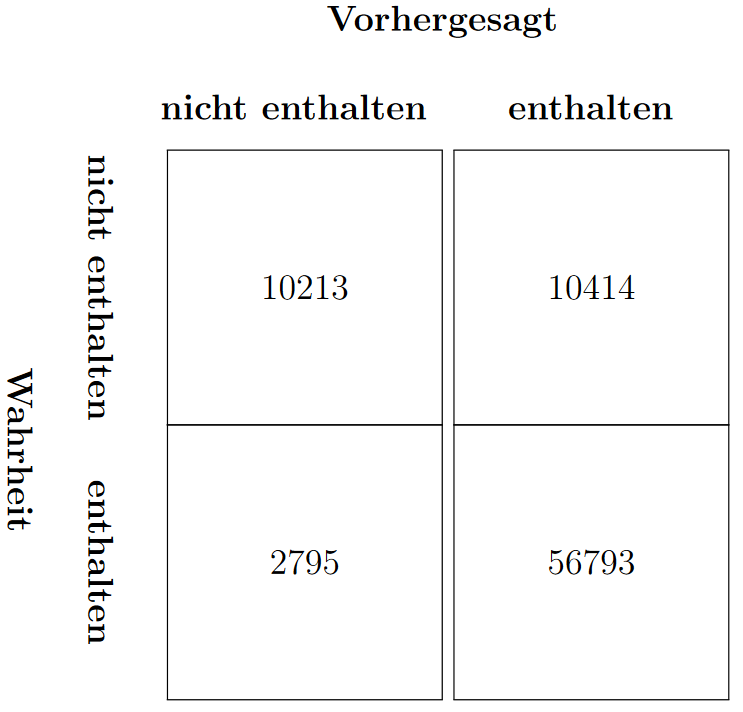 Vorhergesagt
nicht enthalten
enthalten
nicht enthalten
10213
10414
Wahrheit
enthalten
2795
56793